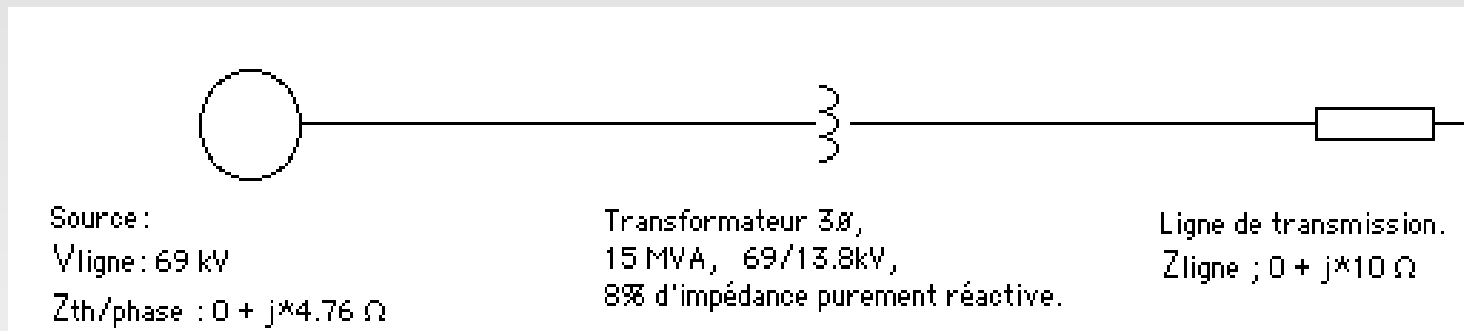 Source :
Vligne : 69 kV
Zth/phase : 0 + j*4.76 Ω
Transformateur 3ø,
15 MVA, 69/13.8kV,
8% d'impédance purement réactive.
Ligne de transmission.
Zligne ; 0 + j*10 Ω